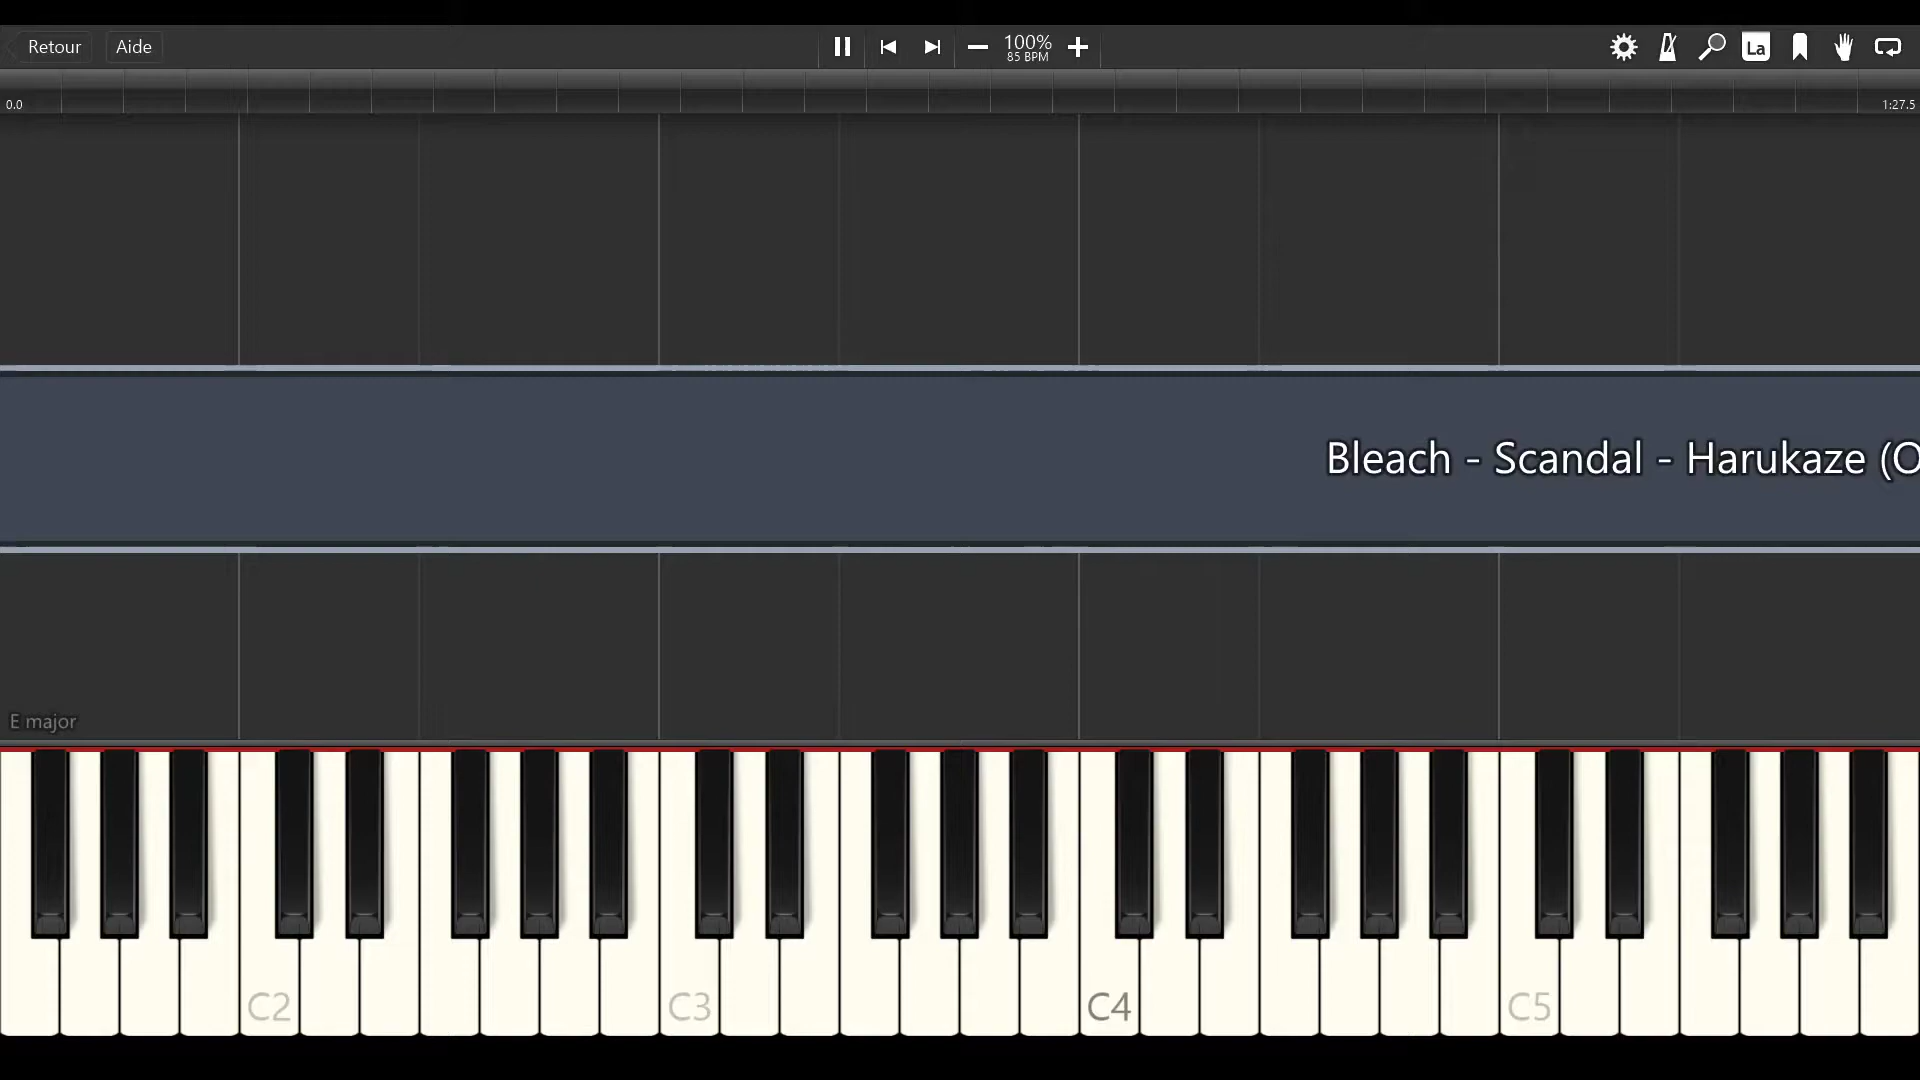 Retour Aide 100% La
85 BPM
0.0 1:27.5
Bleach - Scandal - Harukaze (O
E major
C2 C3 C4 C5